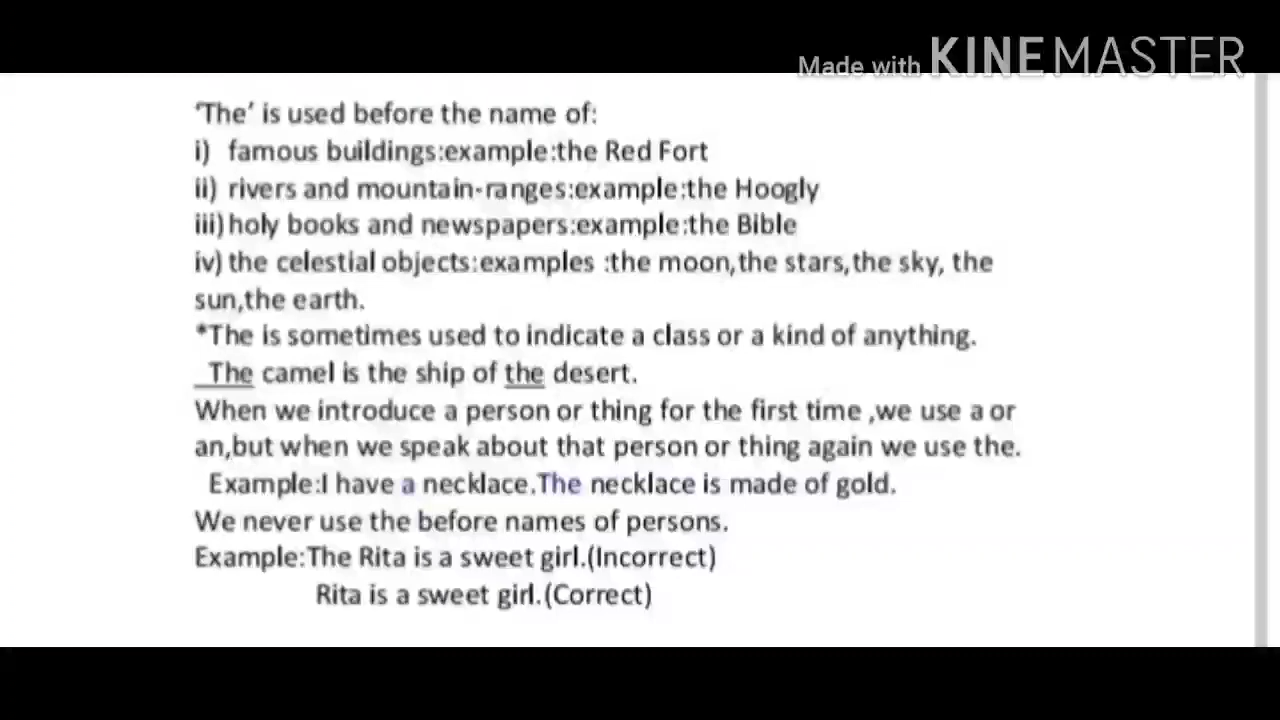 Made with KINEMASTER
'The' is used before the name of:
i) famous buildings:example:the Red Fort
ii) rivers and mountain-ranges:example:the Hoogly
iii)holy books and newspapers:example:the Bible
iv) the celestial objects:examples :the moon,the stars,the sky, the
sun,the earth.
*The is sometimes used to indicate a class or a kind of anything.
The camel is the ship of the desert.
When we introduce a person or thing for the first time ,we use a or
an,but when we speak about that person or thing again we use the.
Example:I have a necklace.The necklace is made of gold.
We never use the before names of persons.
Example:The Rita is a sweet girl.(Incorrect)
Rita is a sweet girl.(Correct)